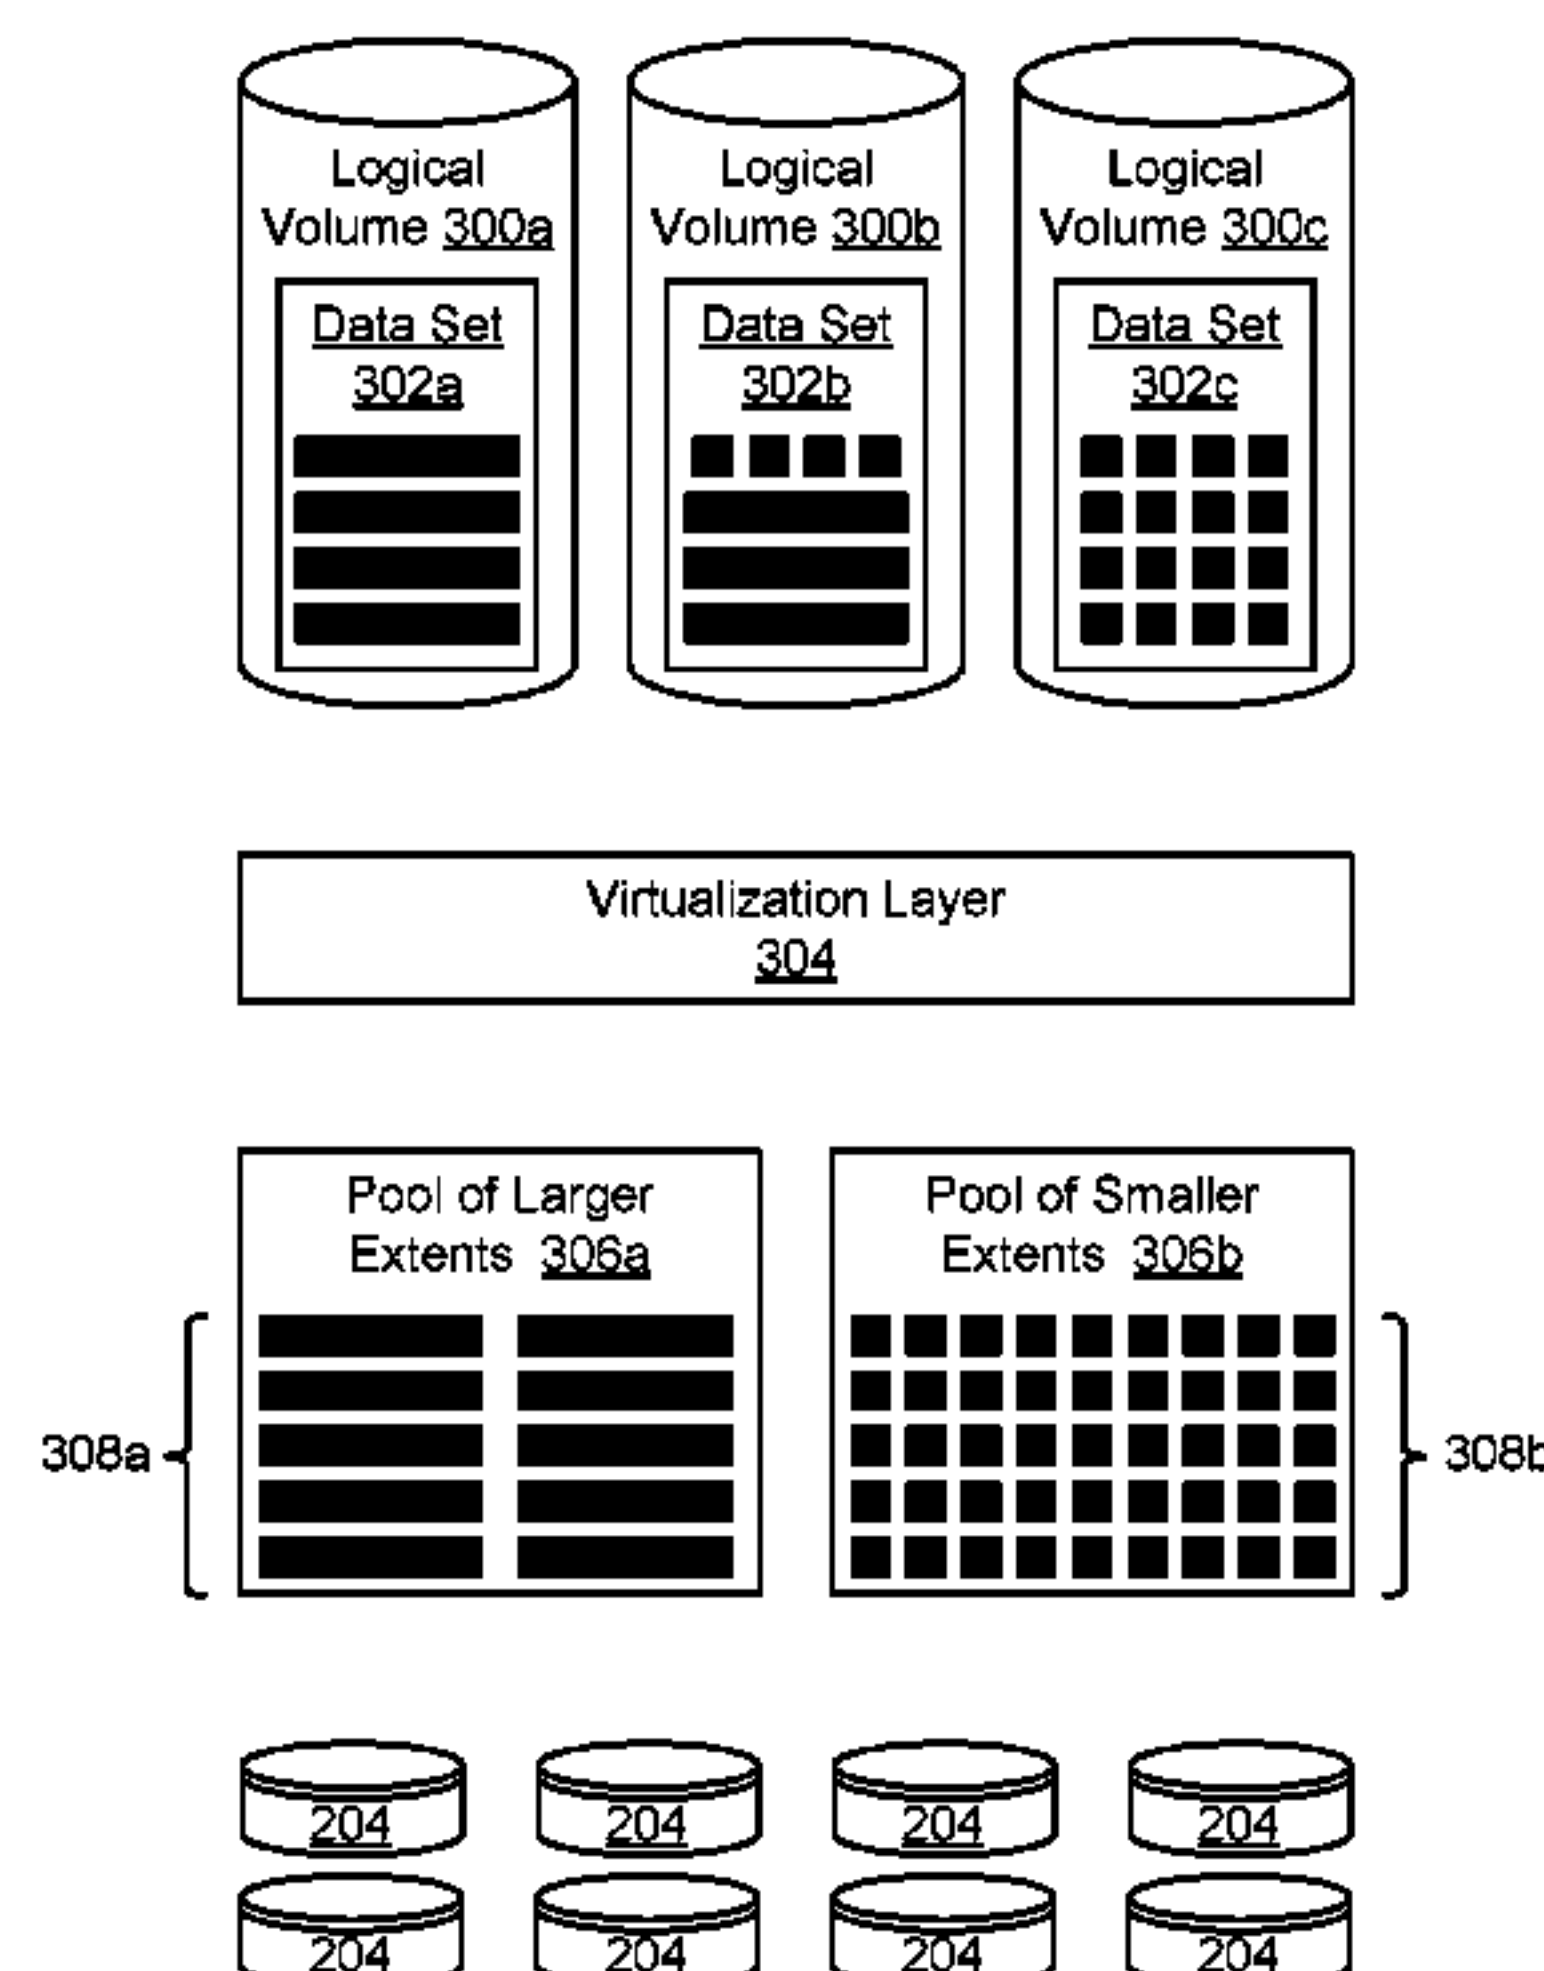 Logical
Volume 300a
Logical
Volume 300b
Logical
Volume 300c
Data Set
302a
Data Set
302b
Data Set
302c
Virtualization Layer
304
Pool of Larger
Extents 306a
Pool of Smaller
Extents 306b
308a
308b
204
204
204
204
204
204
204
204